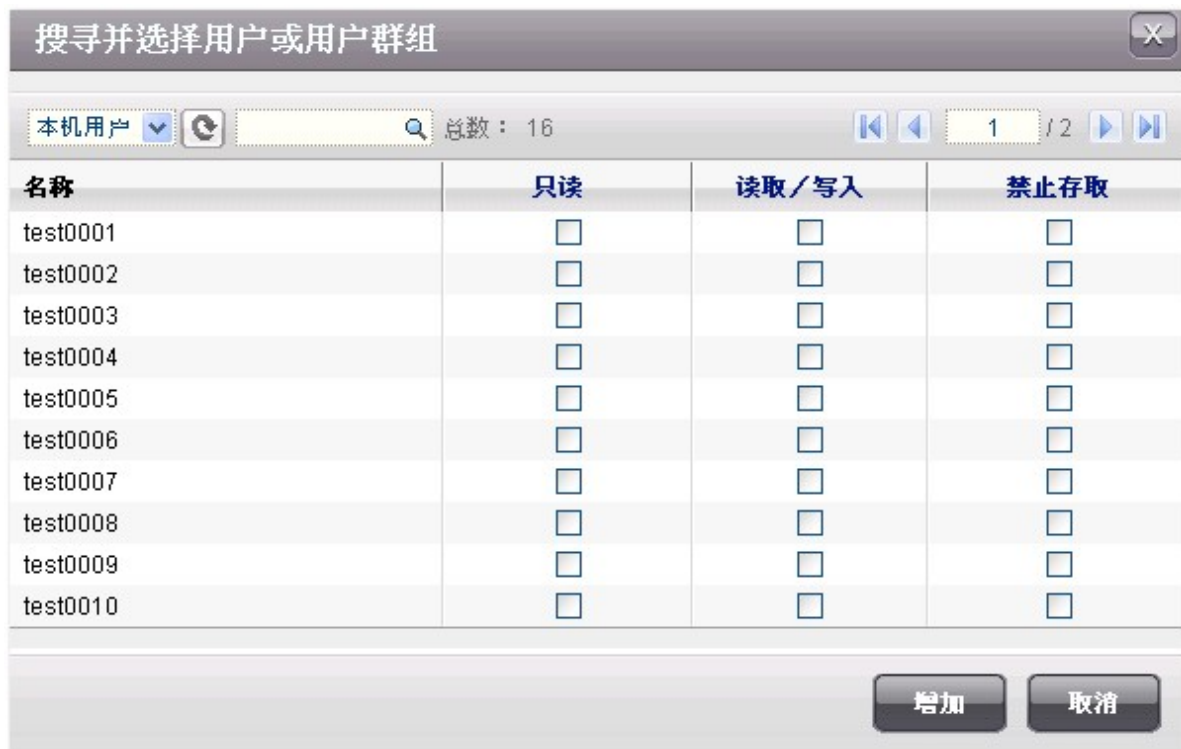 搜寻并选择用户或用户群组 X
本机用户 总数： 16 1 / 2
名称 只读 读取／写入 禁止存取
test0001
test0002
test0003
test0004
test0005
test0006
test0007
test0008
test0009
test0010
增加 取消